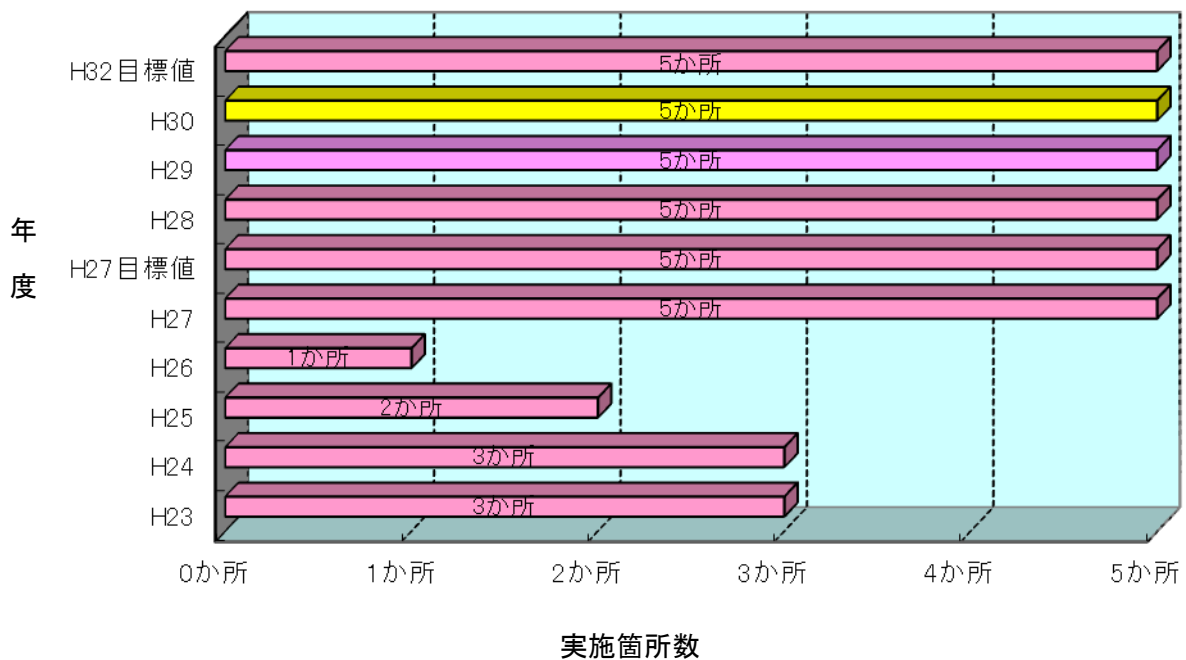 H32目標値
5か所
H30
5か所
H29
5か所
H28
5か所
H27目標値
5か所
H27
5か所
H26
1か所
H25
2か所
H24
3か所
H23
3か所
年度
0か所 1か所 2か所 3か所 4か所 5か所
実施箇所数